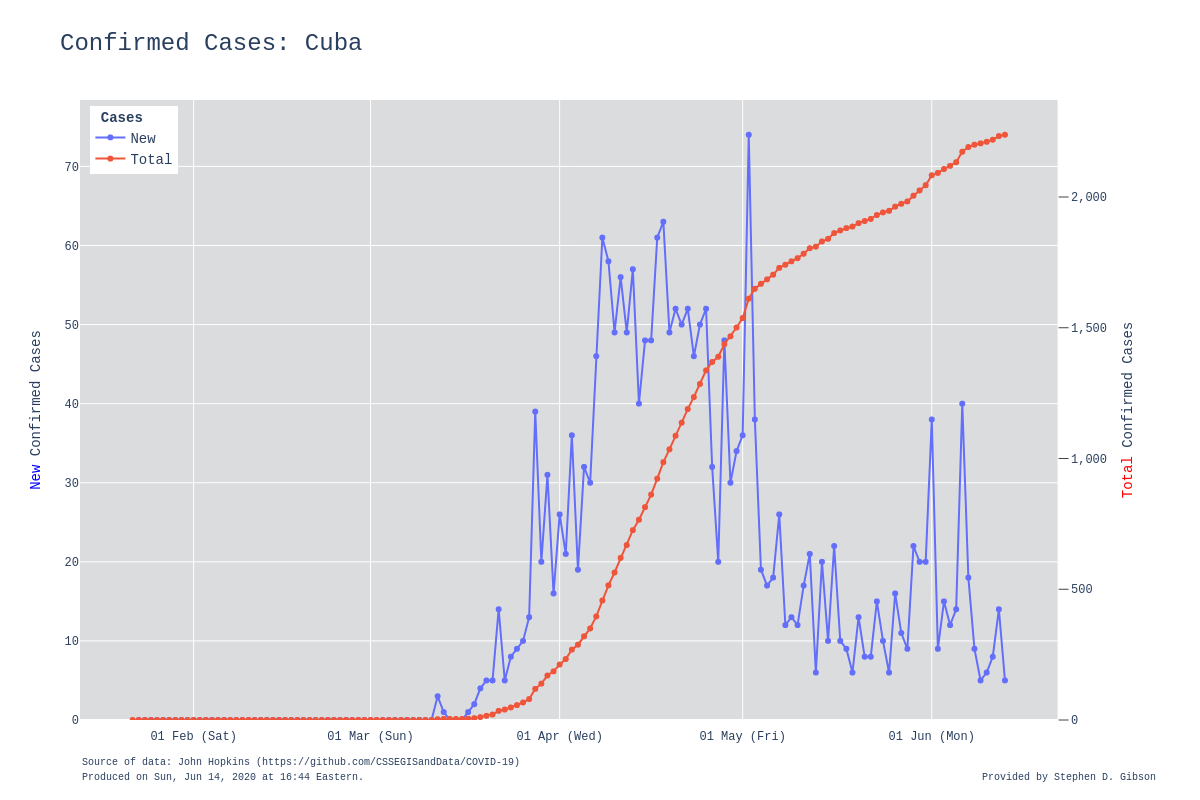 Confirmed Cases: Cuba
Cases
New
Total
70
60
50
40
30
20
10
0
New Confirmed Cases
2,000
1,500
1,000
500
0
Total Confirmed Cases
01 Feb (Sat)
01 Mar (Sun)
01 Apr (Wed)
01 May (Fri)
01 Jun (Mon)
Source of data: John Hopkins (https://github.com/CSSEGISandData/COVID-19)
Produced on Sun, Jun 14, 2020 at 16:44 Eastern.
Provided by Stephen D. Gibson